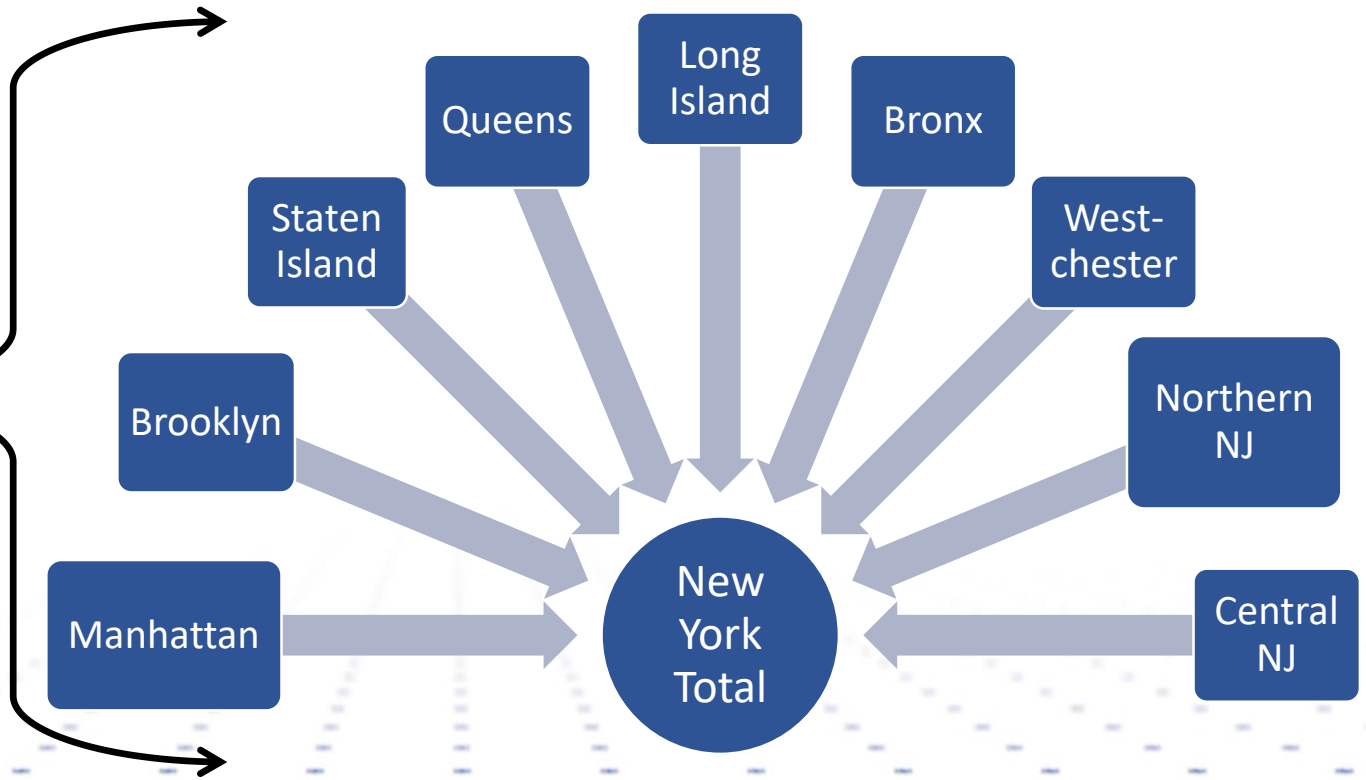 Long
Island
Queens
Bronx
Staten
Island
West-
chester
Brooklyn
Northern
NJ
Manhattan
New
York
Total
Central
NJ